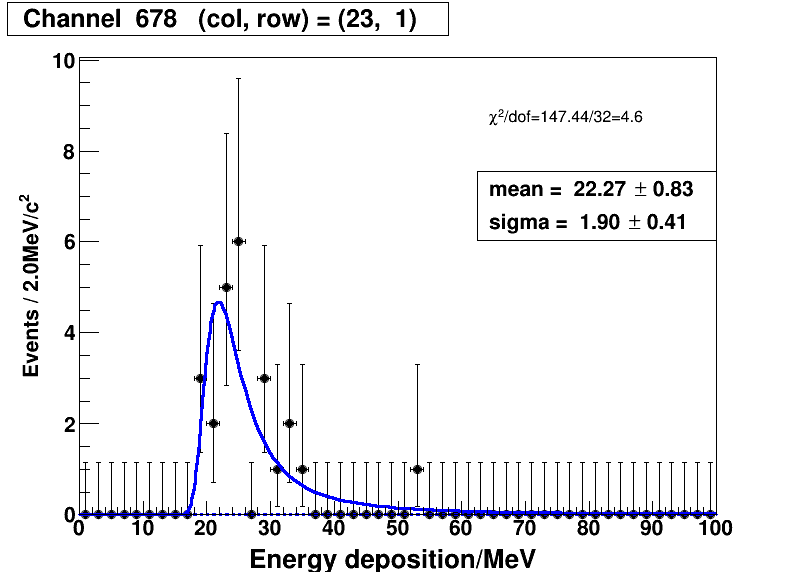 Channel 678 (col, row) = (23, 1)
χ²/dof=147.44/32=4.6
mean = 22.27 ± 0.83
sigma = 1.90 ± 0.41
Events / 2.0MeV/c²
10
8
6
4
2
0
0 10 20 30 40 50 60 70 80 90 100
Energy deposition/MeV